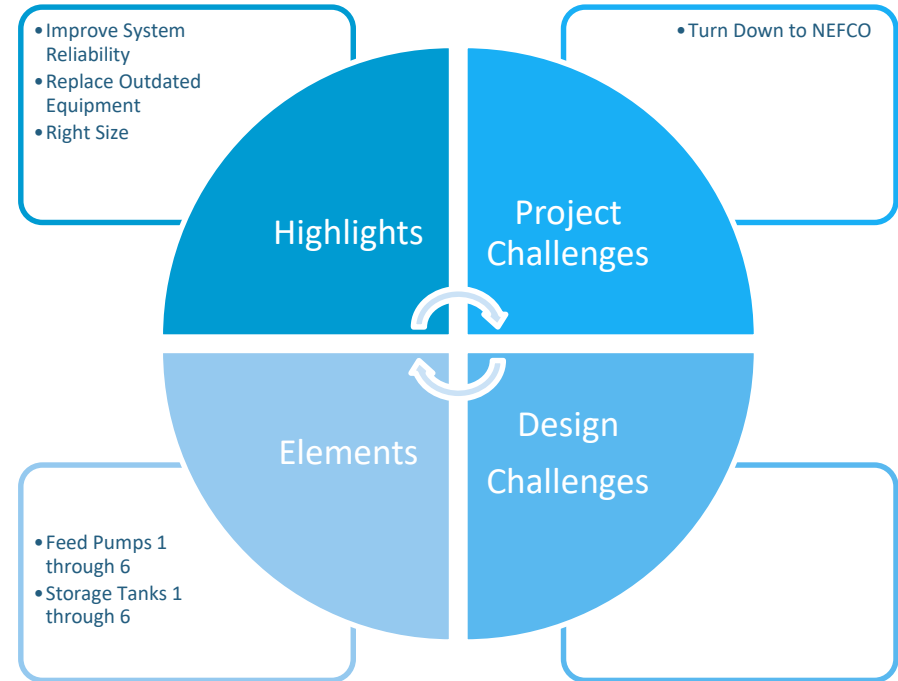 • Improve System
Reliability
• Replace Outdated
Equipment
• Right Size
• Turn Down to NEFCO
Highlights
Project
Challenges
Elements
Design
Challenges
• Feed Pumps 1
through 6
• Storage Tanks 1
through 6